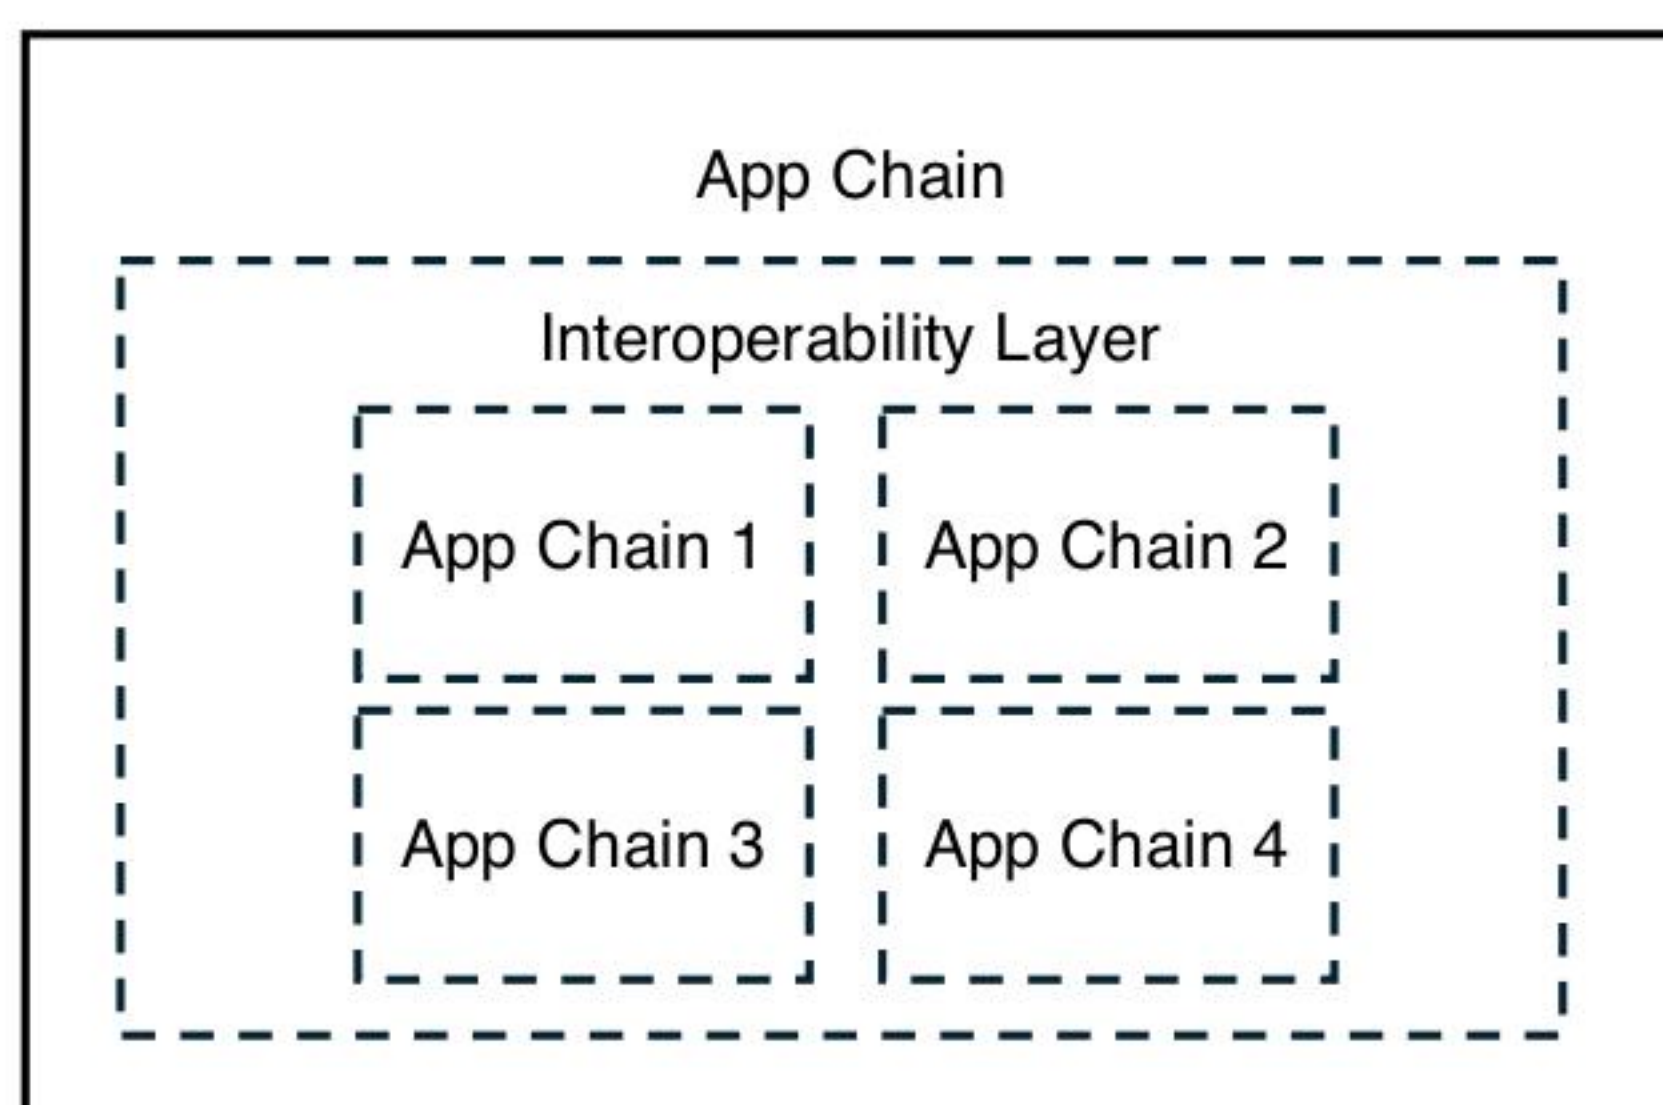 App Chain
Interoperability Layer
App Chain 1
App Chain 2
App Chain 3
App Chain 4